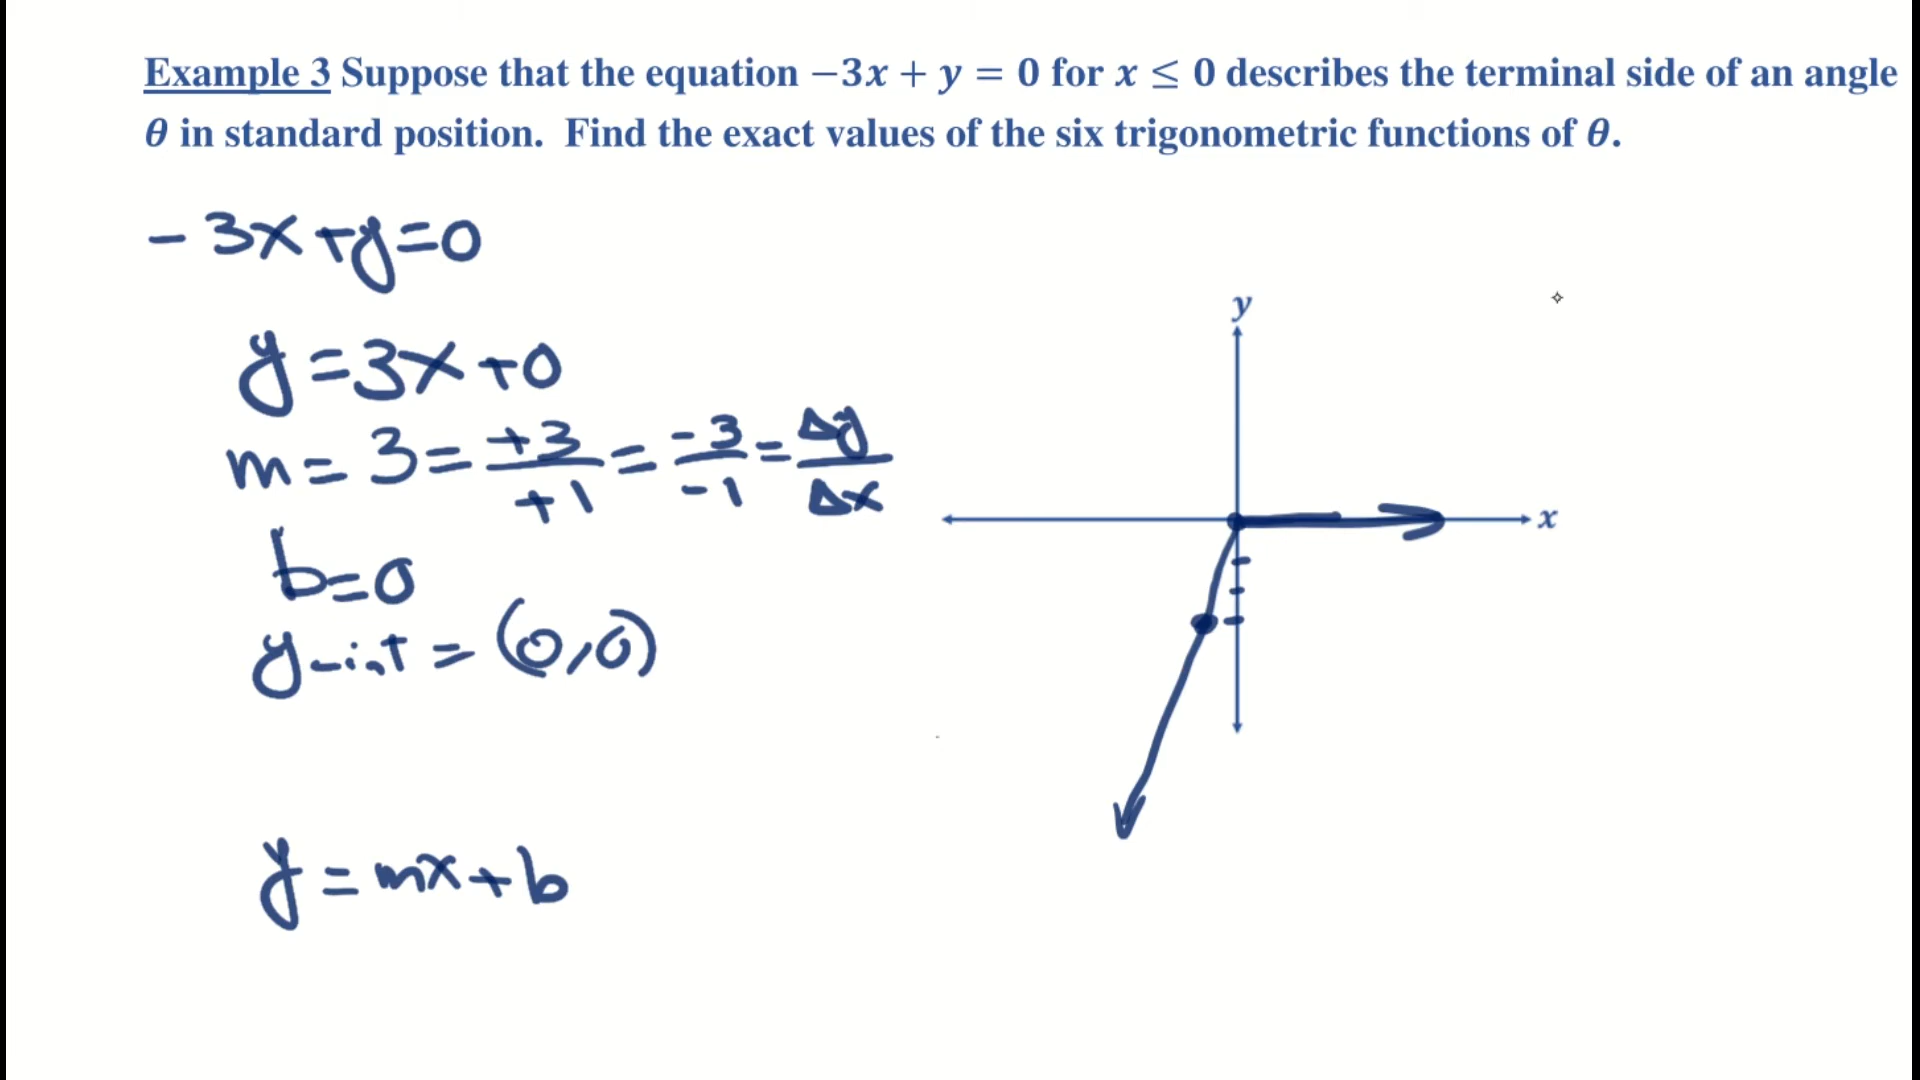 Example 3 Suppose that the equation −3x + y = 0 for x ≤ 0 describes the terminal side of an angle
θ in standard position. Find the exact values of the six trigonometric functions of θ.
-3x+y=0
y=3x+0
m=3=+3/+1=-3/-1=Δy/Δx
b=0
y-int=(0,0)
y=mx+b
y
x